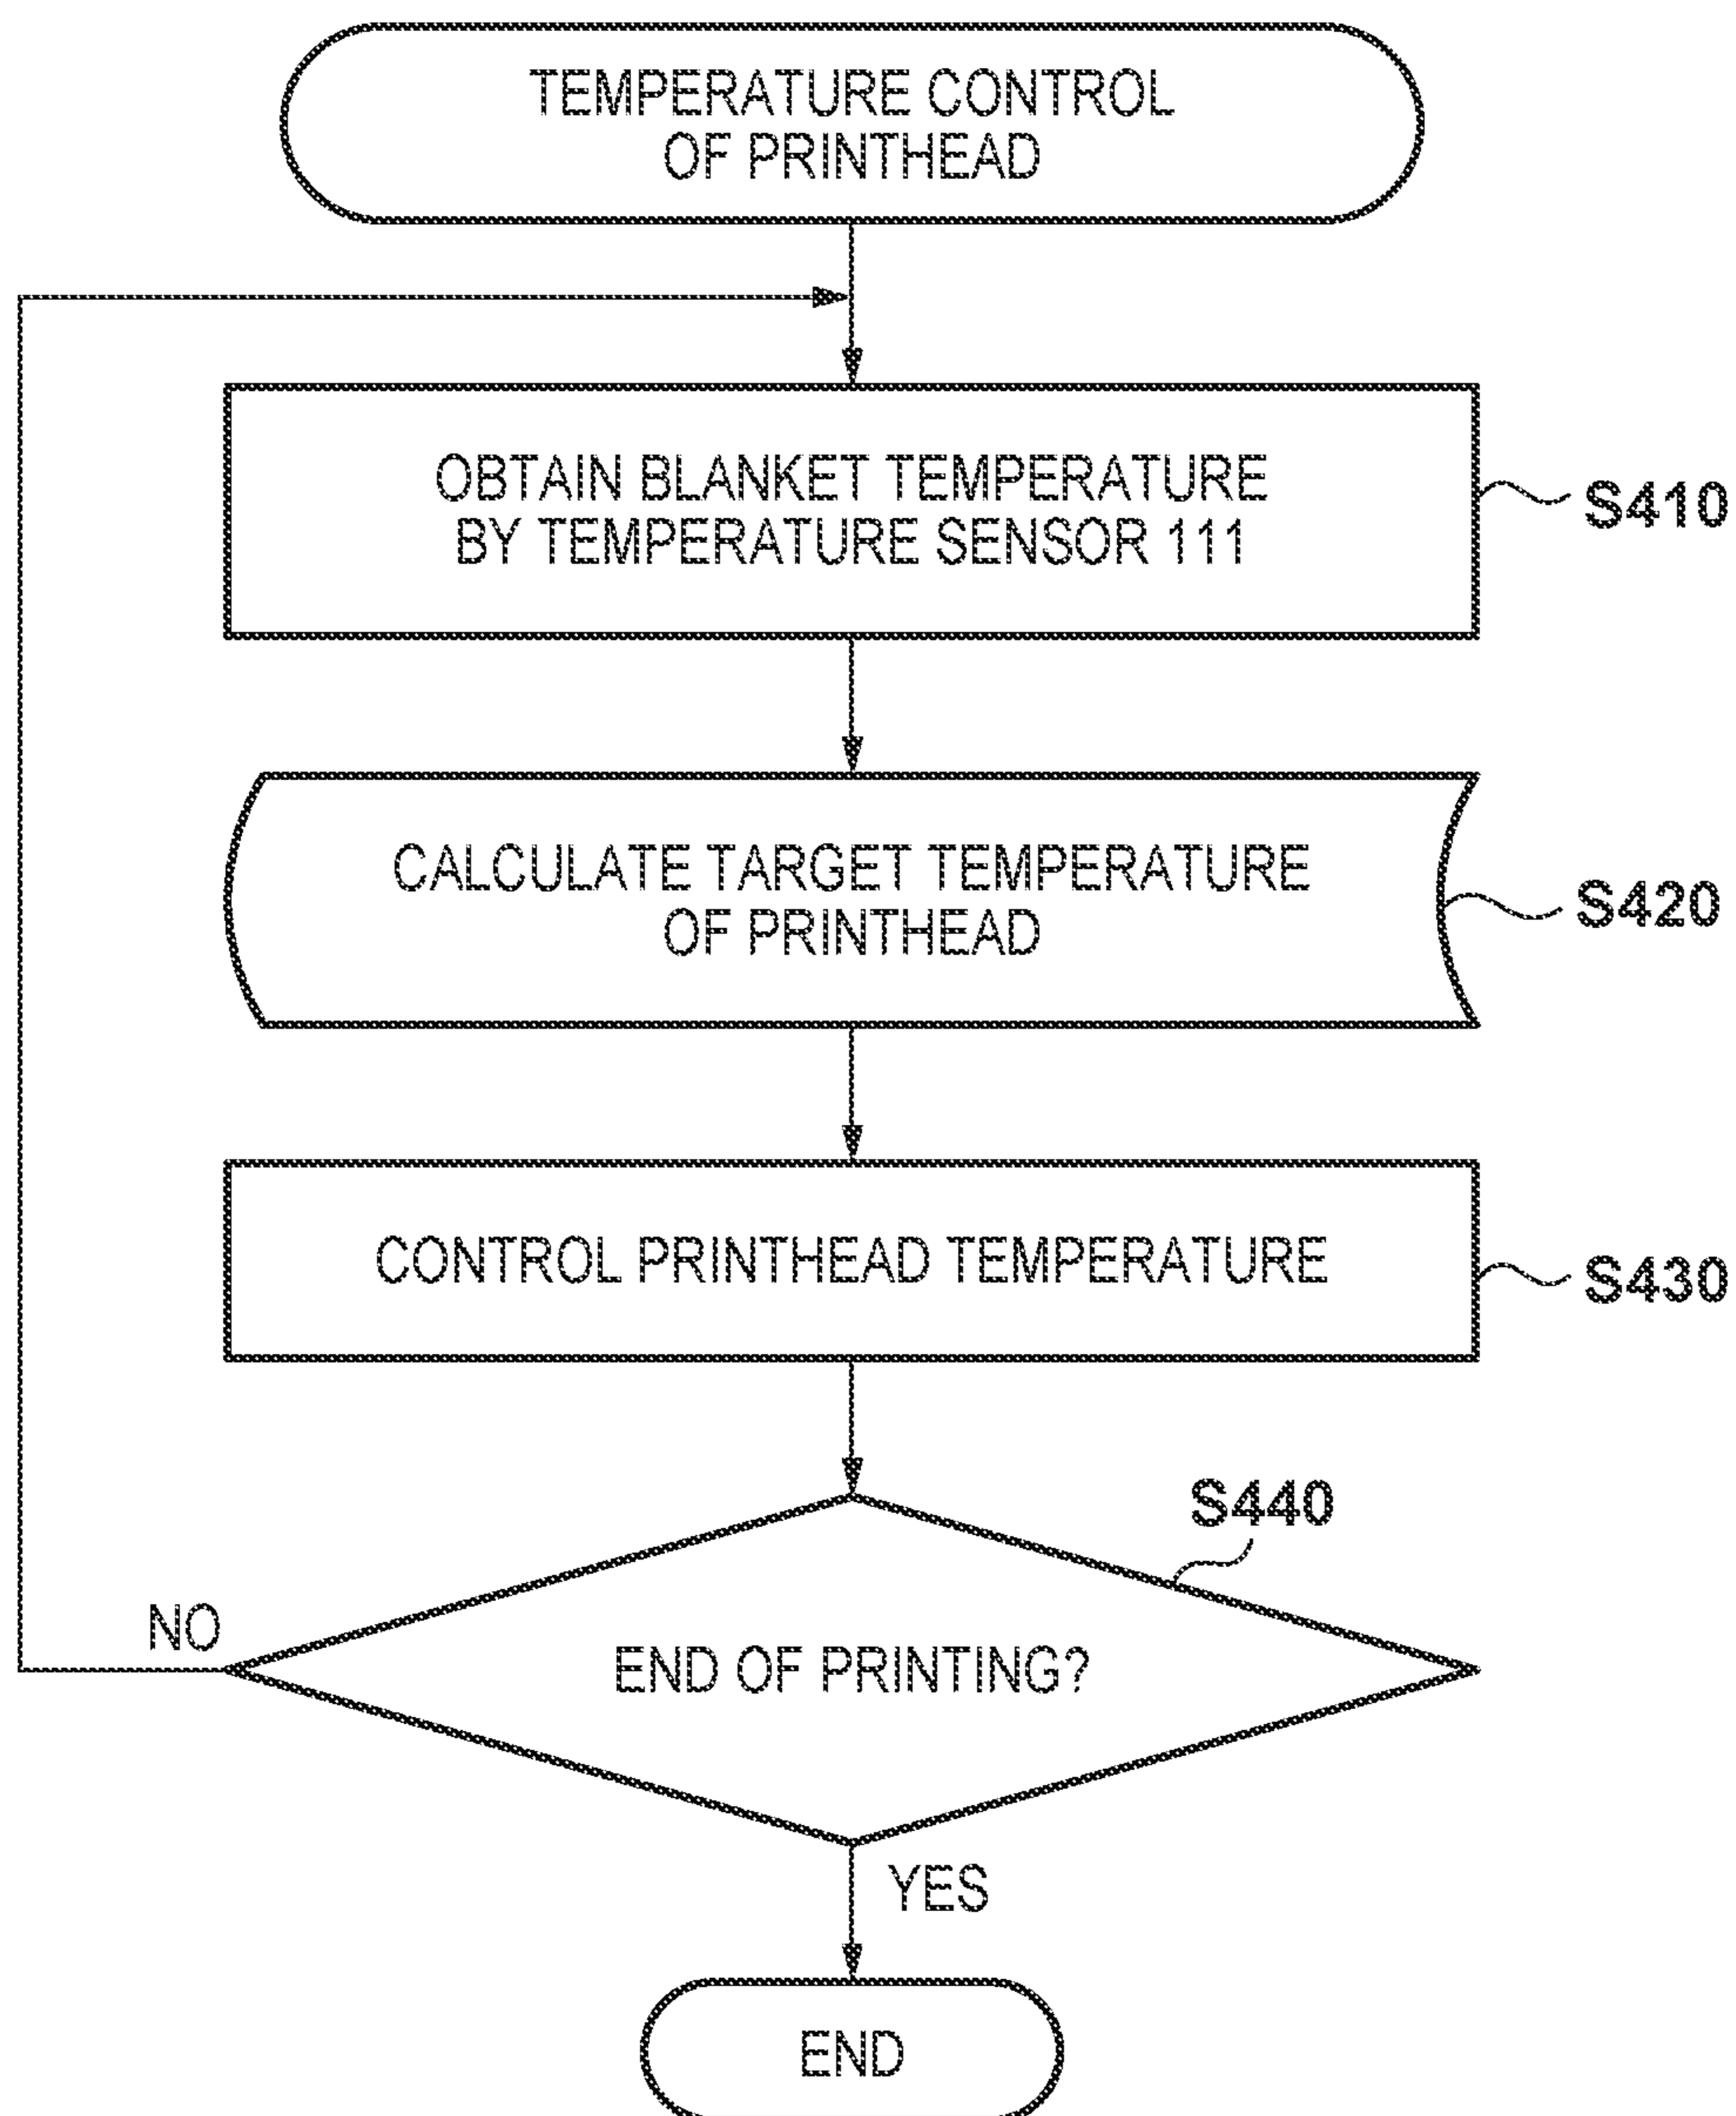 TEMPERATURE CONTROL
OF PRINTHEAD
OBTAIN BLANKET TEMPERATURE
BY TEMPERATURE SENSOR 111
S410
CALCULATE TARGET TEMPERATURE
OF PRINTHEAD
S420
CONTROL PRINTHEAD TEMPERATURE
S430
S440
NO
END OF PRINTING?
YES
END